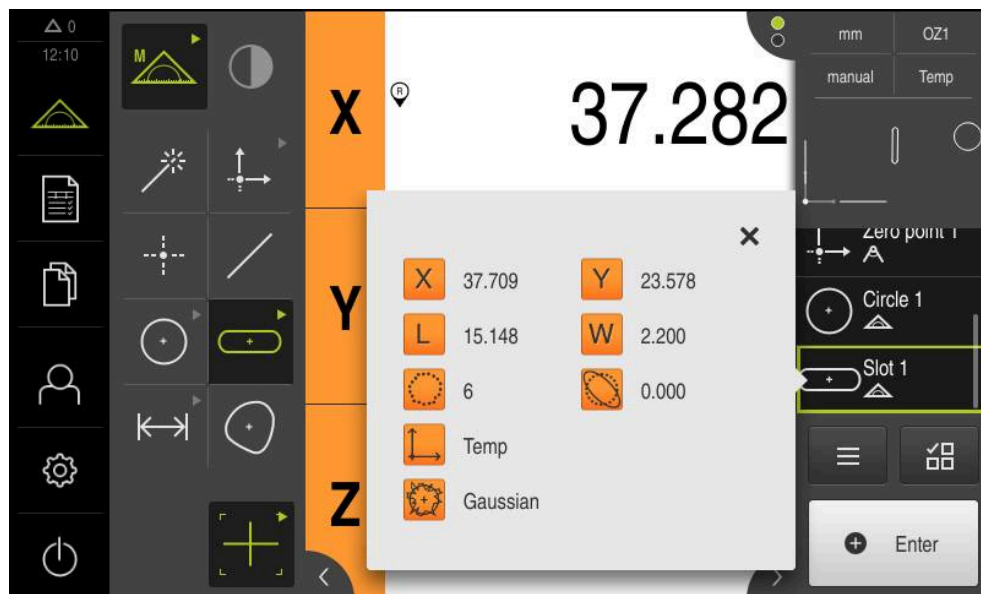 0
12:10
M
X
R
37.282
mm
OZ1
manual
Temp
Zero point 1
Circle 1
Slot 1
Y
Z
X 37.709 Y 23.578
L 15.148 W 2.200
6 0.000
Temp
Gaussian
Enter